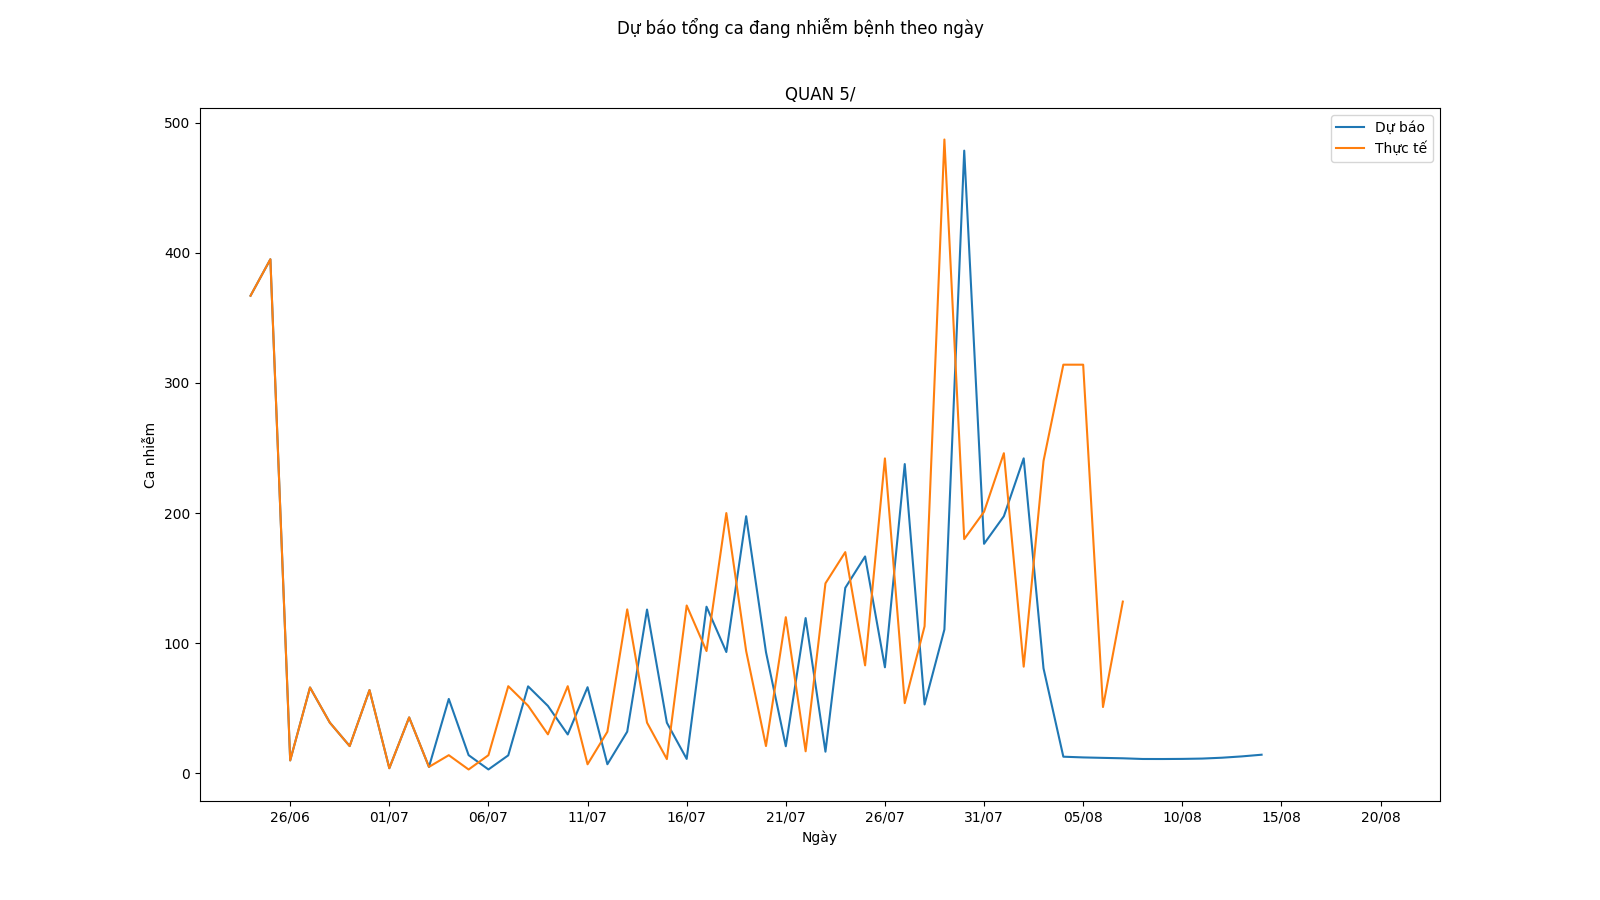 Dự báo tổng ca đang nhiễm bệnh theo ngày
QUAN 5/
Dự báo
Thực tế
500
400
300
200
100
0
Ca nhiễm
26/06 01/07 06/07 11/07 16/07 21/07 26/07 31/07 05/08 10/08 15/08 20/08
Ngày